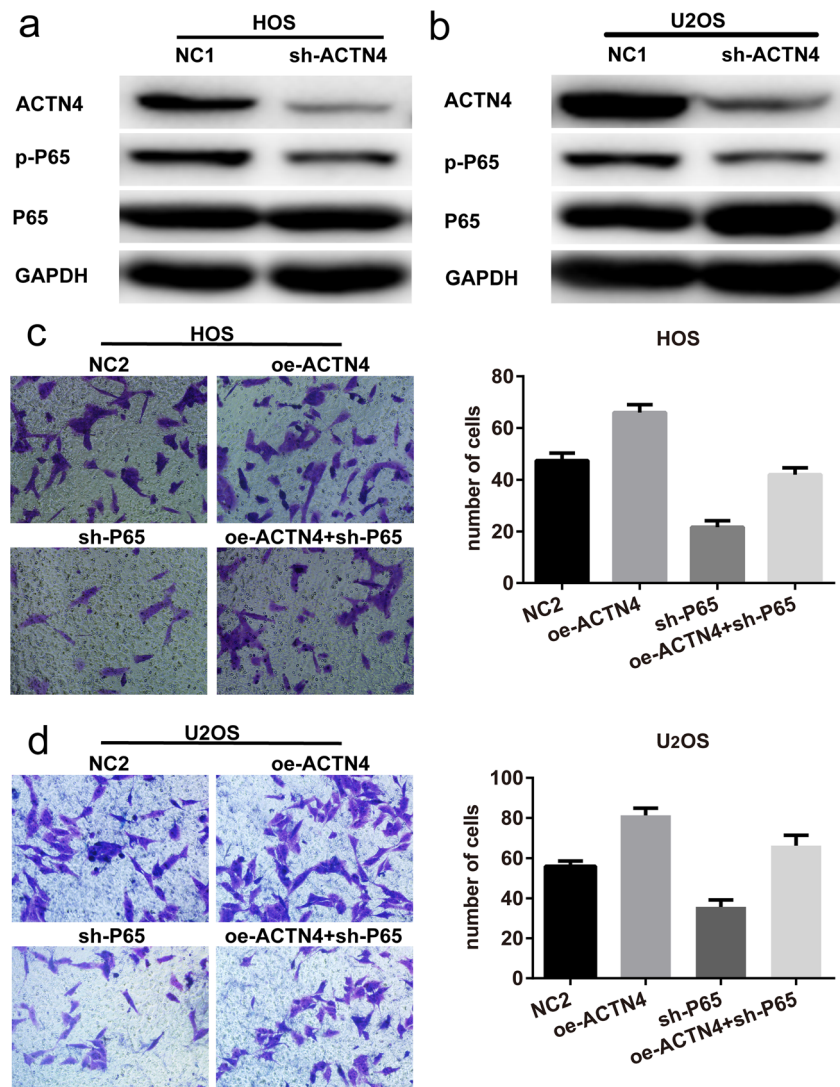 a
HOS
NC1 sh-ACTN4
ACTN4
p-P65
P65
GAPDH
b
U2OS
NC1 sh-ACTN4
ACTN4
p-P65
P65
GAPDH
c
HOS
NC2 oe-ACTN4
sh-P65 oe-ACTN4+sh-P65
HOS
number of cells
80
60
40
20
0
NC2
oe-ACTN4
sh-P65
oe-ACTN4+sh-P65
d
U2OS
NC2 oe-ACTN4
sh-P65 oe-ACTN4+sh-P65
U2OS
number of cells
100
80
60
40
20
0
NC2
oe-ACTN4
sh-P65
oe-ACTN4+sh-P65